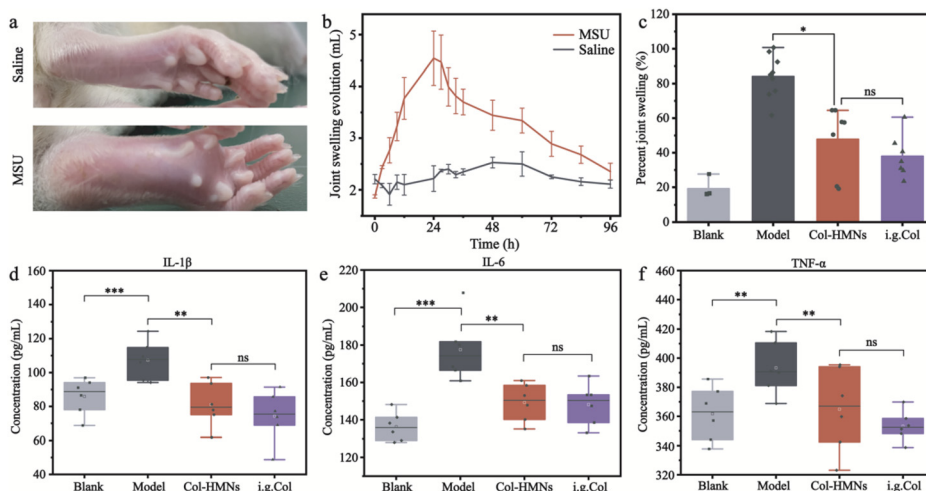 a
Saline
MSU
b
Joint swelling evolution (mL)
5
4
3
2
MSU
Saline
0 24 48 72 96
Time (h)
c
Percent joint swelling (%)
120
100
80
60
40
20
0
*
ns
Blank Model Col-HMNs i.g.Col
d
IL-1β
Concentration (pg/mL)
160
140
120
100
80
60
40
***
**
ns
Blank Model Col-HMNs i.g.Col
e
IL-6
Concentration (pg/mL)
220
200
180
160
140
120
***
**
ns
Blank Model Col-HMNs i.g.Col
f
TNF-α
Concentration (pg/mL)
460
440
420
400
380
360
340
320
**
**
ns
Blank Model Col-HMNs i.g.Col